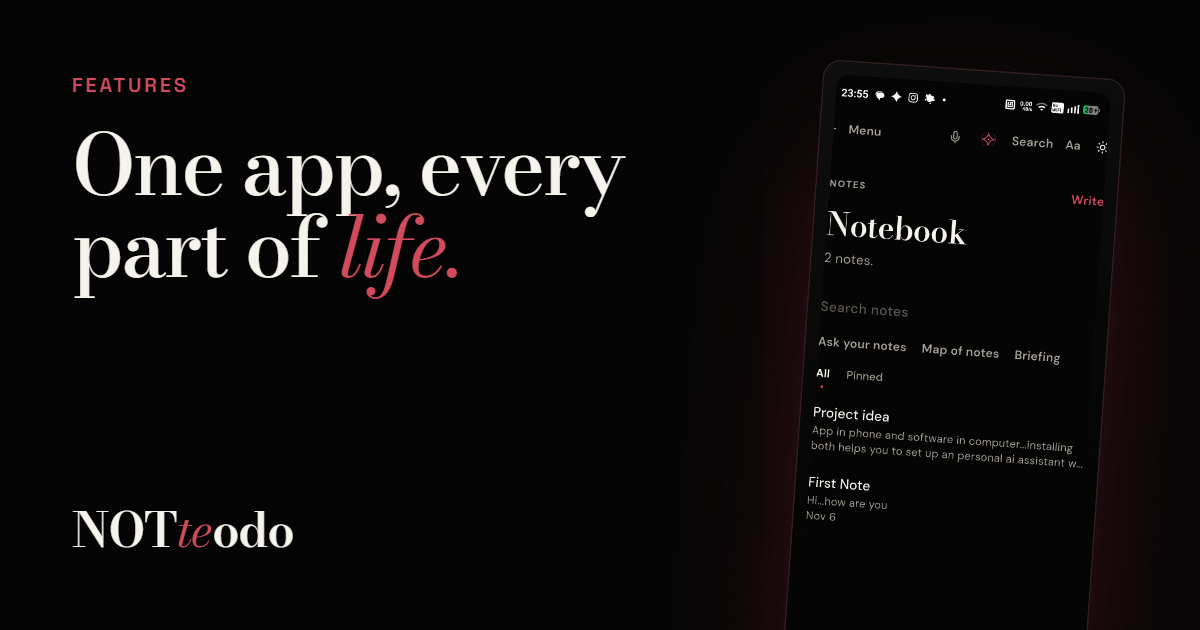 FEATURES
One app, every
part of life.
NOTteodo
23:55
0.00
28+
Menu
Search Aa
NOTES
Write
Notebook
2 notes.
Search notes
Ask your notes Map of notes Briefing
All Pinned
Project idea
App in phone and software in computer...installing
both helps you to set up an personal ai assistant w...
First Note
Hi...how are you
Nov 6